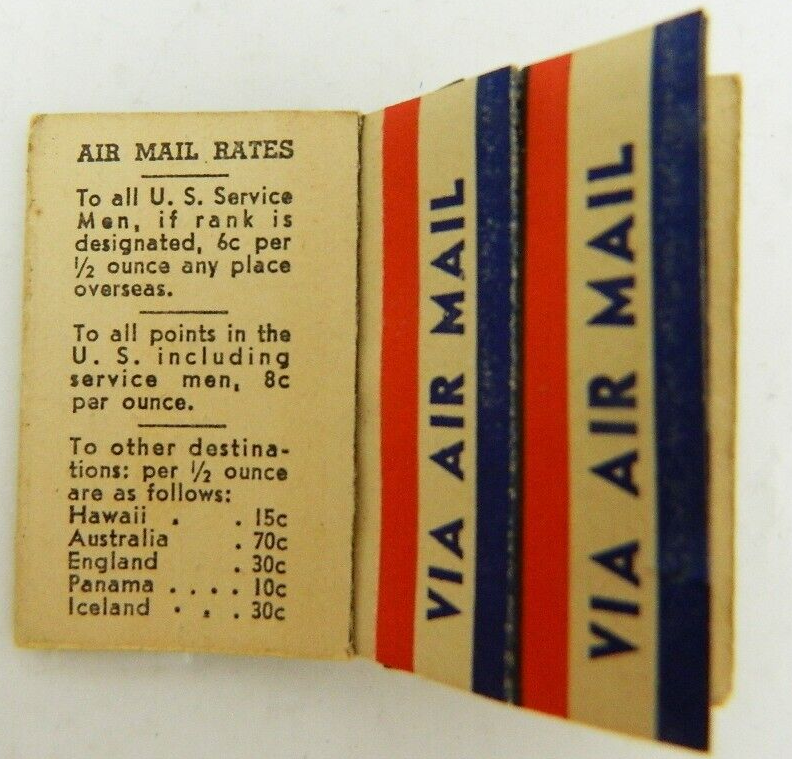 AIR MAIL RATES
To all U. S. Service
Men, if rank is
designated, 6c per
½ ounce any place
overseas.
To all points in the
U. S. including
service men, 8c
per ounce.
To other destina-
tions: per ½ ounce
are as follows:
Hawaii . . 15c
Australia . 70c
England . 30c
Panama . . . . 10c
Iceland . . . 30c
VIA AIR MAIL
VIA AIR MAIL